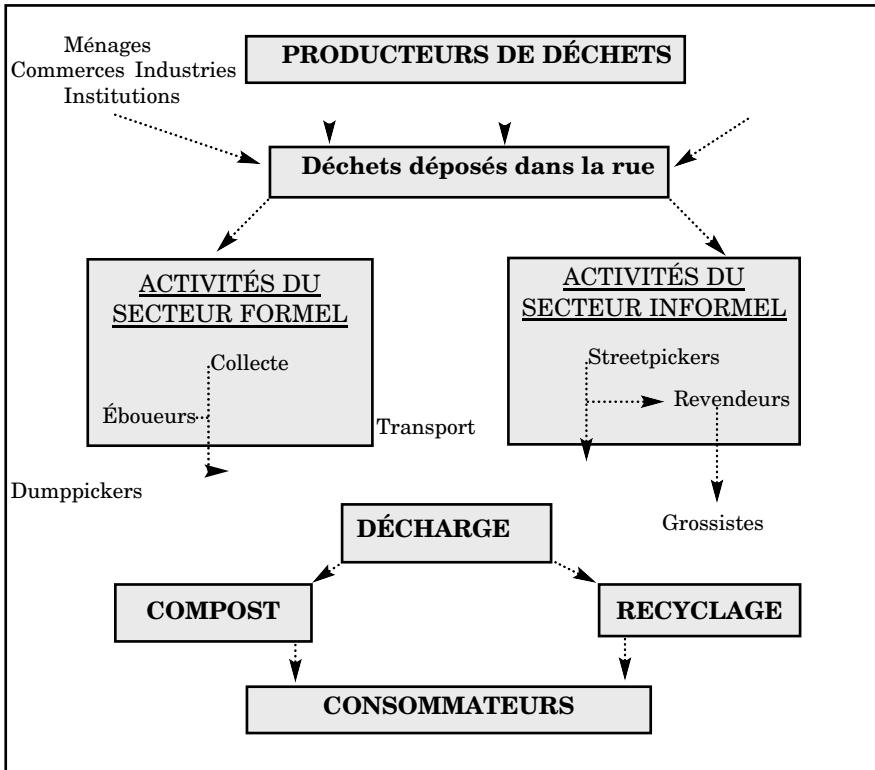 Ménages
Commerces Industries
Institutions
PRODUCTEURS DE DÉCHETS
Déchets déposés dans la rue
ACTIVITÉS DU
SECTEUR FORMEL
Collecte
Éboueurs
Transport
Dumppickers
ACTIVITÉS DU
SECTEUR INFORMEL
Streetpickers
Revendeurs
Grossistes
DÉCHARGE
COMPOST
RECYCLAGE
CONSOMMATEURS